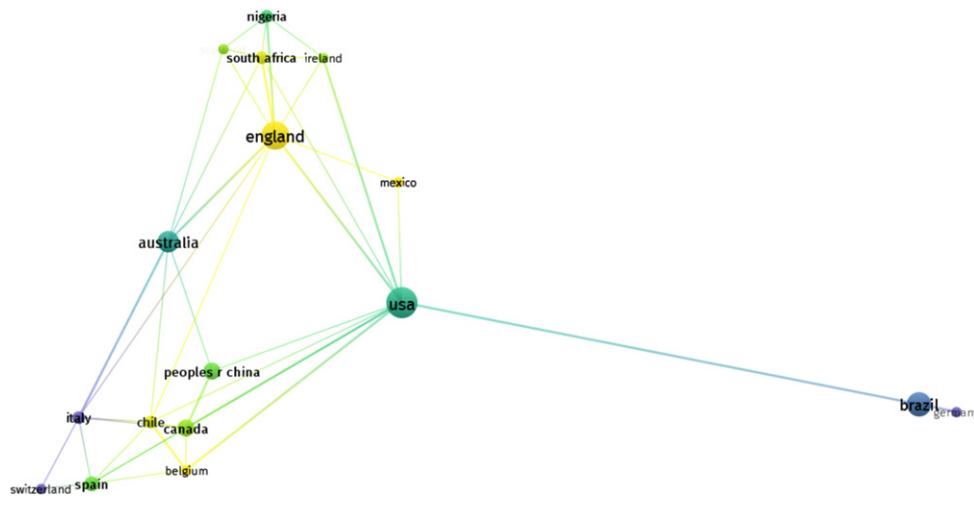 nigeria
south africa
ireland
england
mexico
australia
usa
peoples r china
brazil
italy
chile
canada
belgium
switzerland
spain